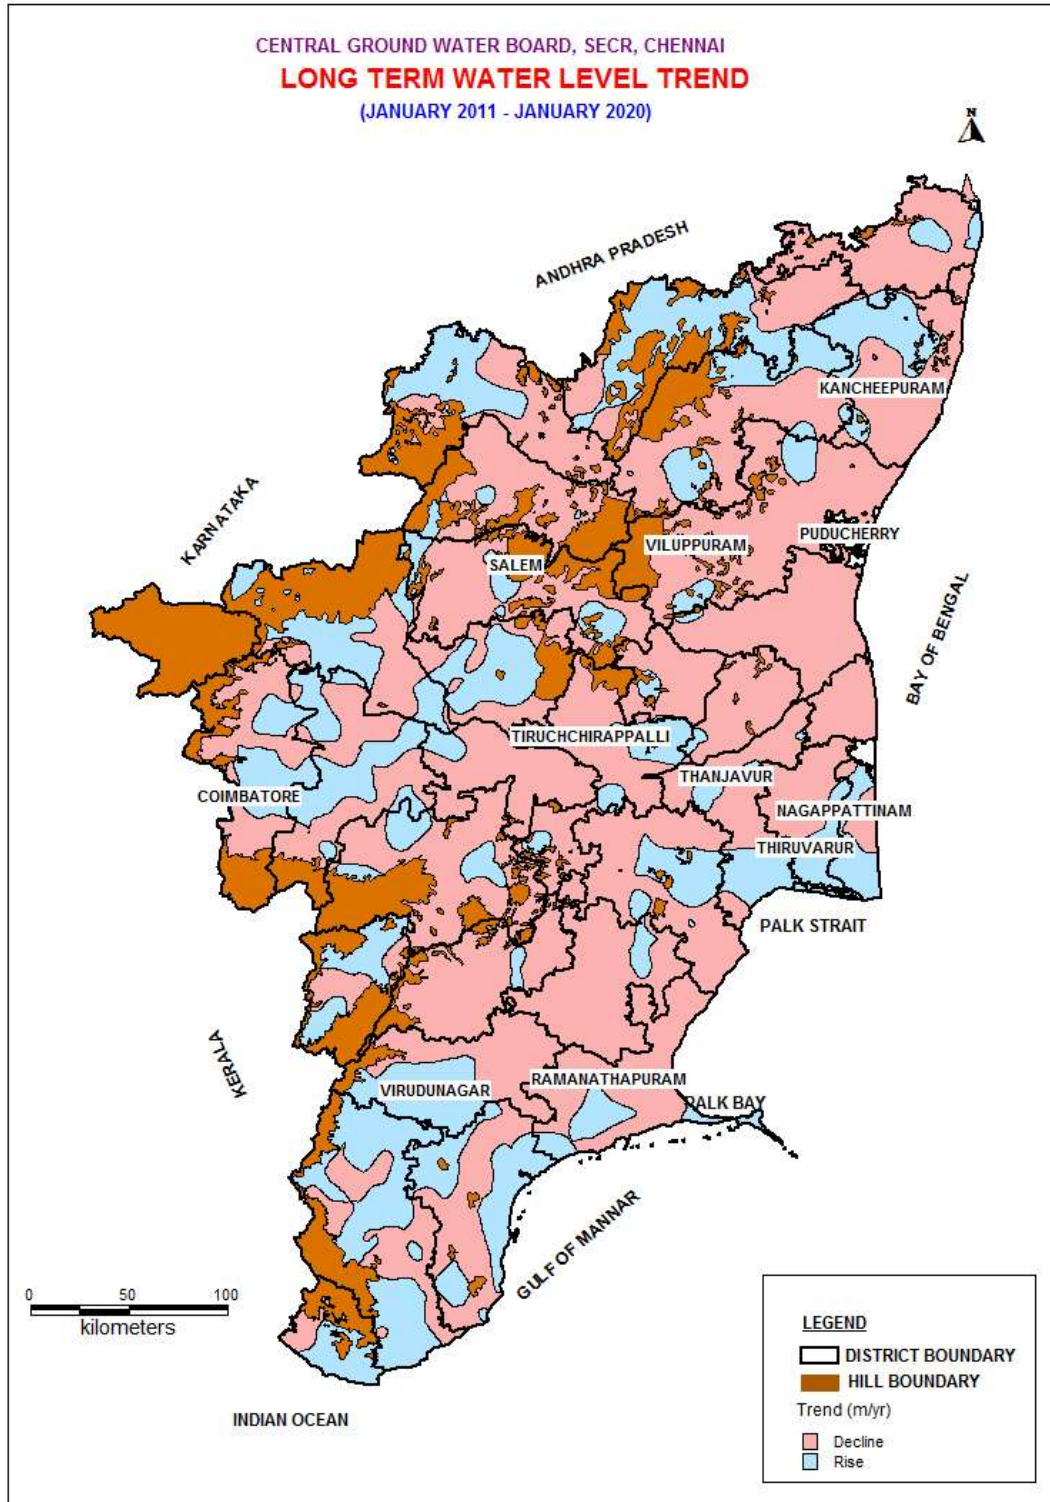 CENTRAL GROUND WATER BOARD, SECR, CHENNAI
LONG TERM WATER LEVEL TREND
(JANUARY 2011 - JANUARY 2020)
N
ANDHRA PRADESH
KANCHEEPURAM
KARNATAKA
PUDUCHERRY
VILUPPURAM
SALEM
BAY OF BENGAL
TIRUCHCHIRAPPALLI
THANJAVUR
COIMBATORE
NAGAPPATTINAM
THIRUVARUR
PALK STRAIT
KERALA
RAMANATHAPURAM
VIRUDUNAGAR
PALK BAY
GULF OF MANNAR
0 50 100
kilometers
INDIAN OCEAN
LEGEND
DISTRICT BOUNDARY
HILL BOUNDARY
Trend (m/yr)
Decline
Rise